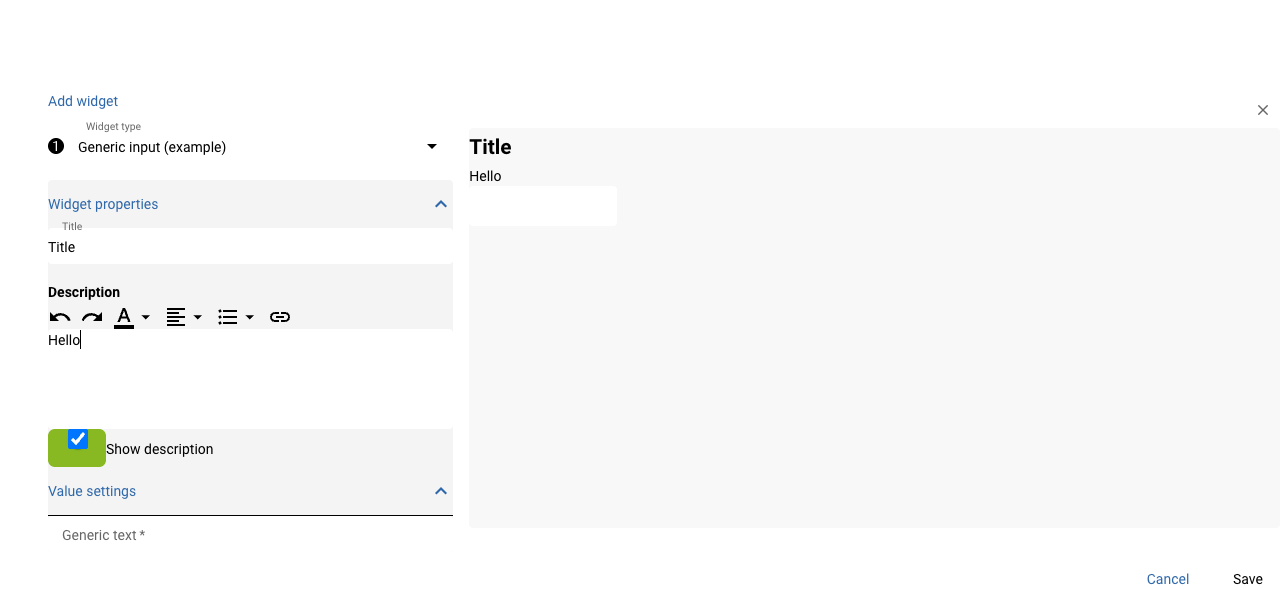 Add widget
Widget type
1
Generic input (example)
Widget properties
Title
Title
Description
A
Hello
Show description
Value settings
Generic text *
Title
Hello
Cancel
Save